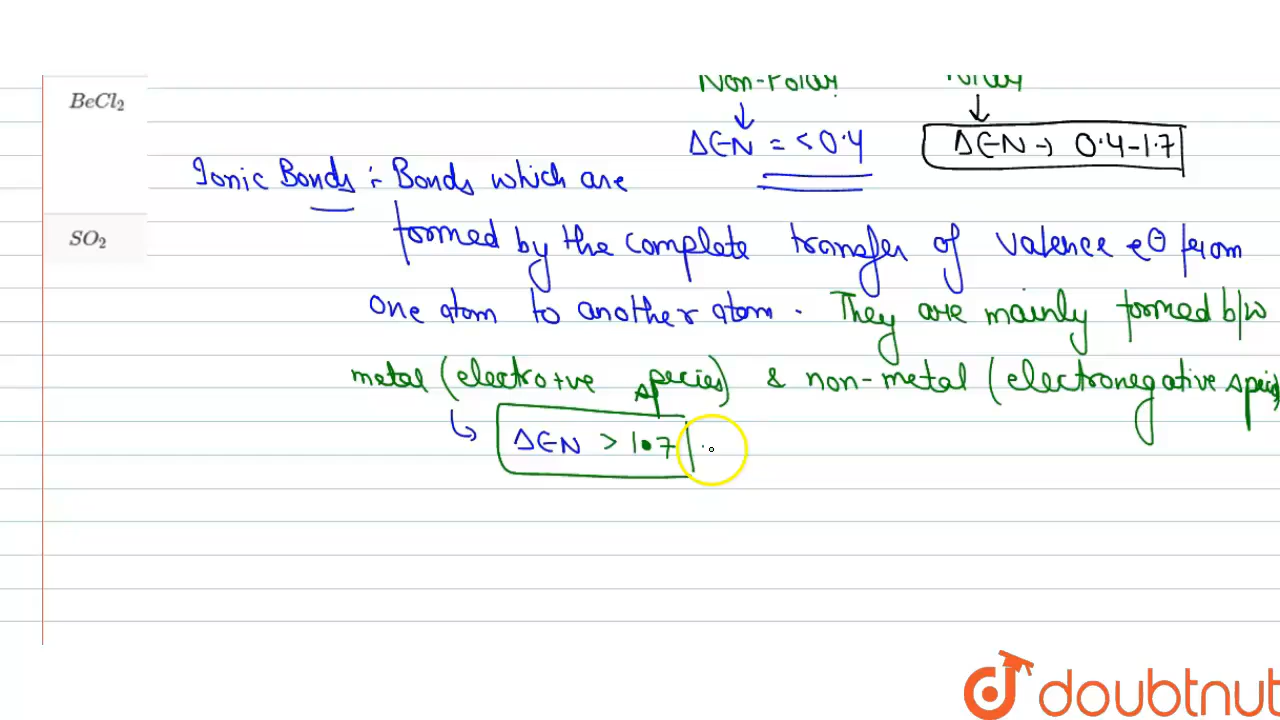 Non-Polar
Polar
BeCl₂
ΔEN = < 0.4
ΔEN → 0.4-1.7
Ionic Bonds :- Bonds which are
SO₂
formed by the complete transfer of valence e⊖ from
one atom to another atom. They are mainly formed b/w
metal (electro+ve species) & non-metal (electronegative species)
ΔEN > 1.7
doubtnut